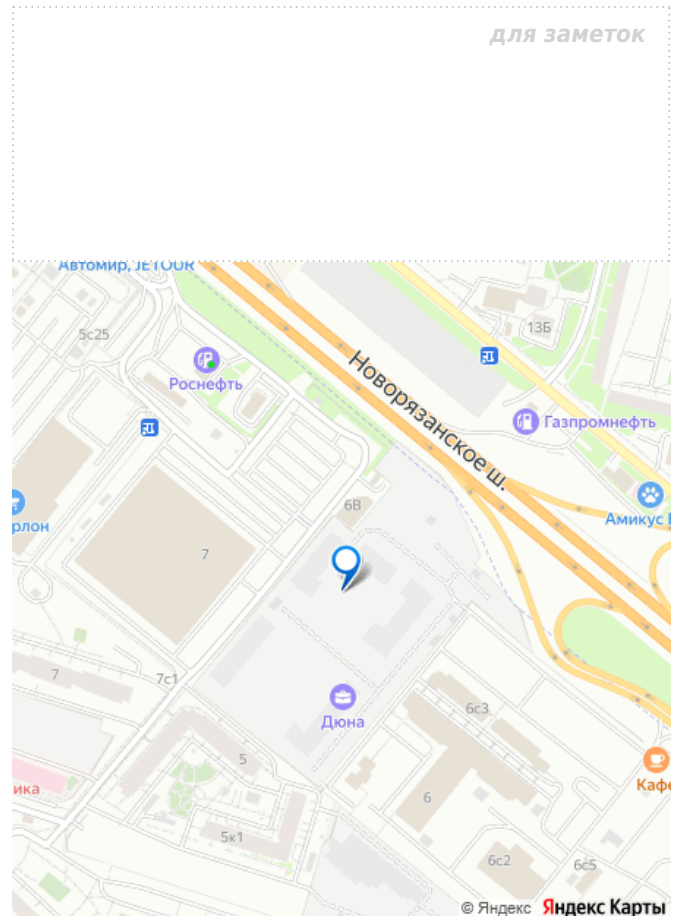 для заметок
Автомир, JETOUR
5с25
13Б
Роснефть
Новорязанское ш.
Газпромнефть
6В
Амикус
рлон
7
7
7с1
6с3
Дюна
5
ика
Кафе
6
5к1
6с2
6с5
© Яндекс Яндекс Карты